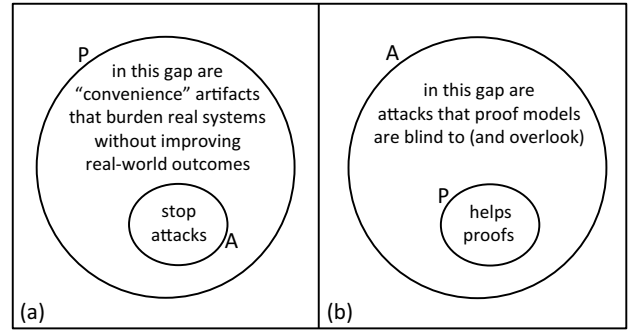 P
in this gap are
“convenience” artifacts
that burden real systems
without improving
real-world outcomes
stop
attacks
A
(a)
A
in this gap are
attacks that proof models
are blind to (and overlook)
P
helps
proofs
(b)